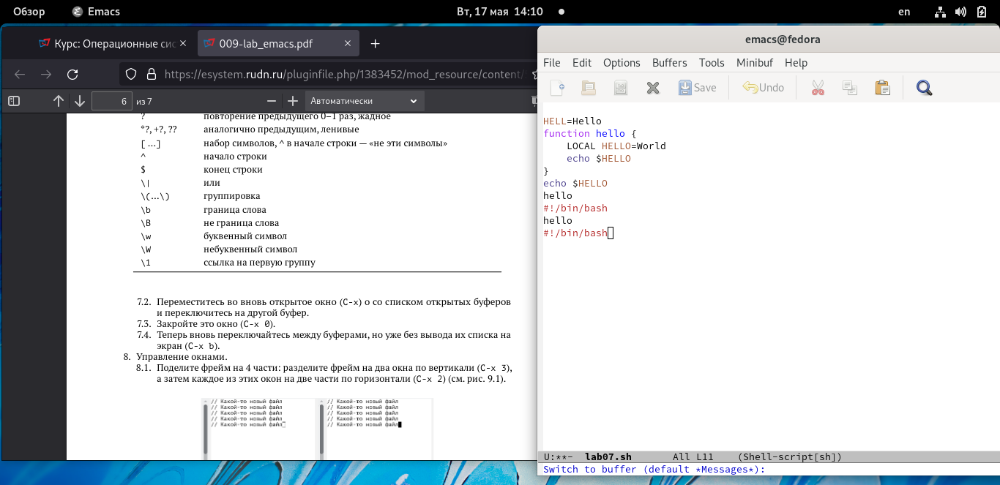 Обзор
Emacs
Вт, 17 мая 14:10
en
Курс: Операционные сис
009-lab_emacs.pdf
https://esystem.rudn.ru/pluginfile.php/1383452/mod_resource/content/
6 из 7
Автоматически
? повторение предыдущего 0–1 раз, жадное
*?, +?, ?? аналогично предыдущим, ленивые
[ …] набор символов, ^ в начале строки — «не эти символы»
^ начало строки
$ конец строки
\| или
\(…\) группировка
\b граница слова
\B не граница слова
\w буквенный символ
\W небуквенный символ
\1 ссылка на первую группу
7.2. Переместитесь во вновь открытое окно (C-x) o со списком открытых буферов
и переключитесь на другой буфер.
7.3. Закройте это окно (C-x 0).
7.4. Теперь вновь переключайтесь между буферами, но уже без вывода их списка на
экран (C-x b).
8. Управление окнами.
8.1. Поделите фрейм на 4 части: разделите фрейм на два окна по вертикали (C-x 3),
а затем каждое из этих окон на две части по горизонтали (C-x 2) (см. рис. 9.1).
// Какой-то новый файл // Какой-то новый файл
// Какой-то новый файл // Какой-то новый файл
// Какой-то новый файл // Какой-то новый файл
// Какой-то новый файл // Какой-то новый файл
// Какой-то новый файл // Какой-то новый файл
emacs@fedora
File Edit Options Buffers Tools Minibuf Help
Save Undo
HELL=Hello
function hello {
    LOCAL HELLO=World
    echo $HELLO
}
echo $HELLO
hello
#!/bin/bash
hello
#!/bin/bash
U:**- lab07.sh All L11 (Shell-script[sh])
Switch to buffer (default *Messages*):